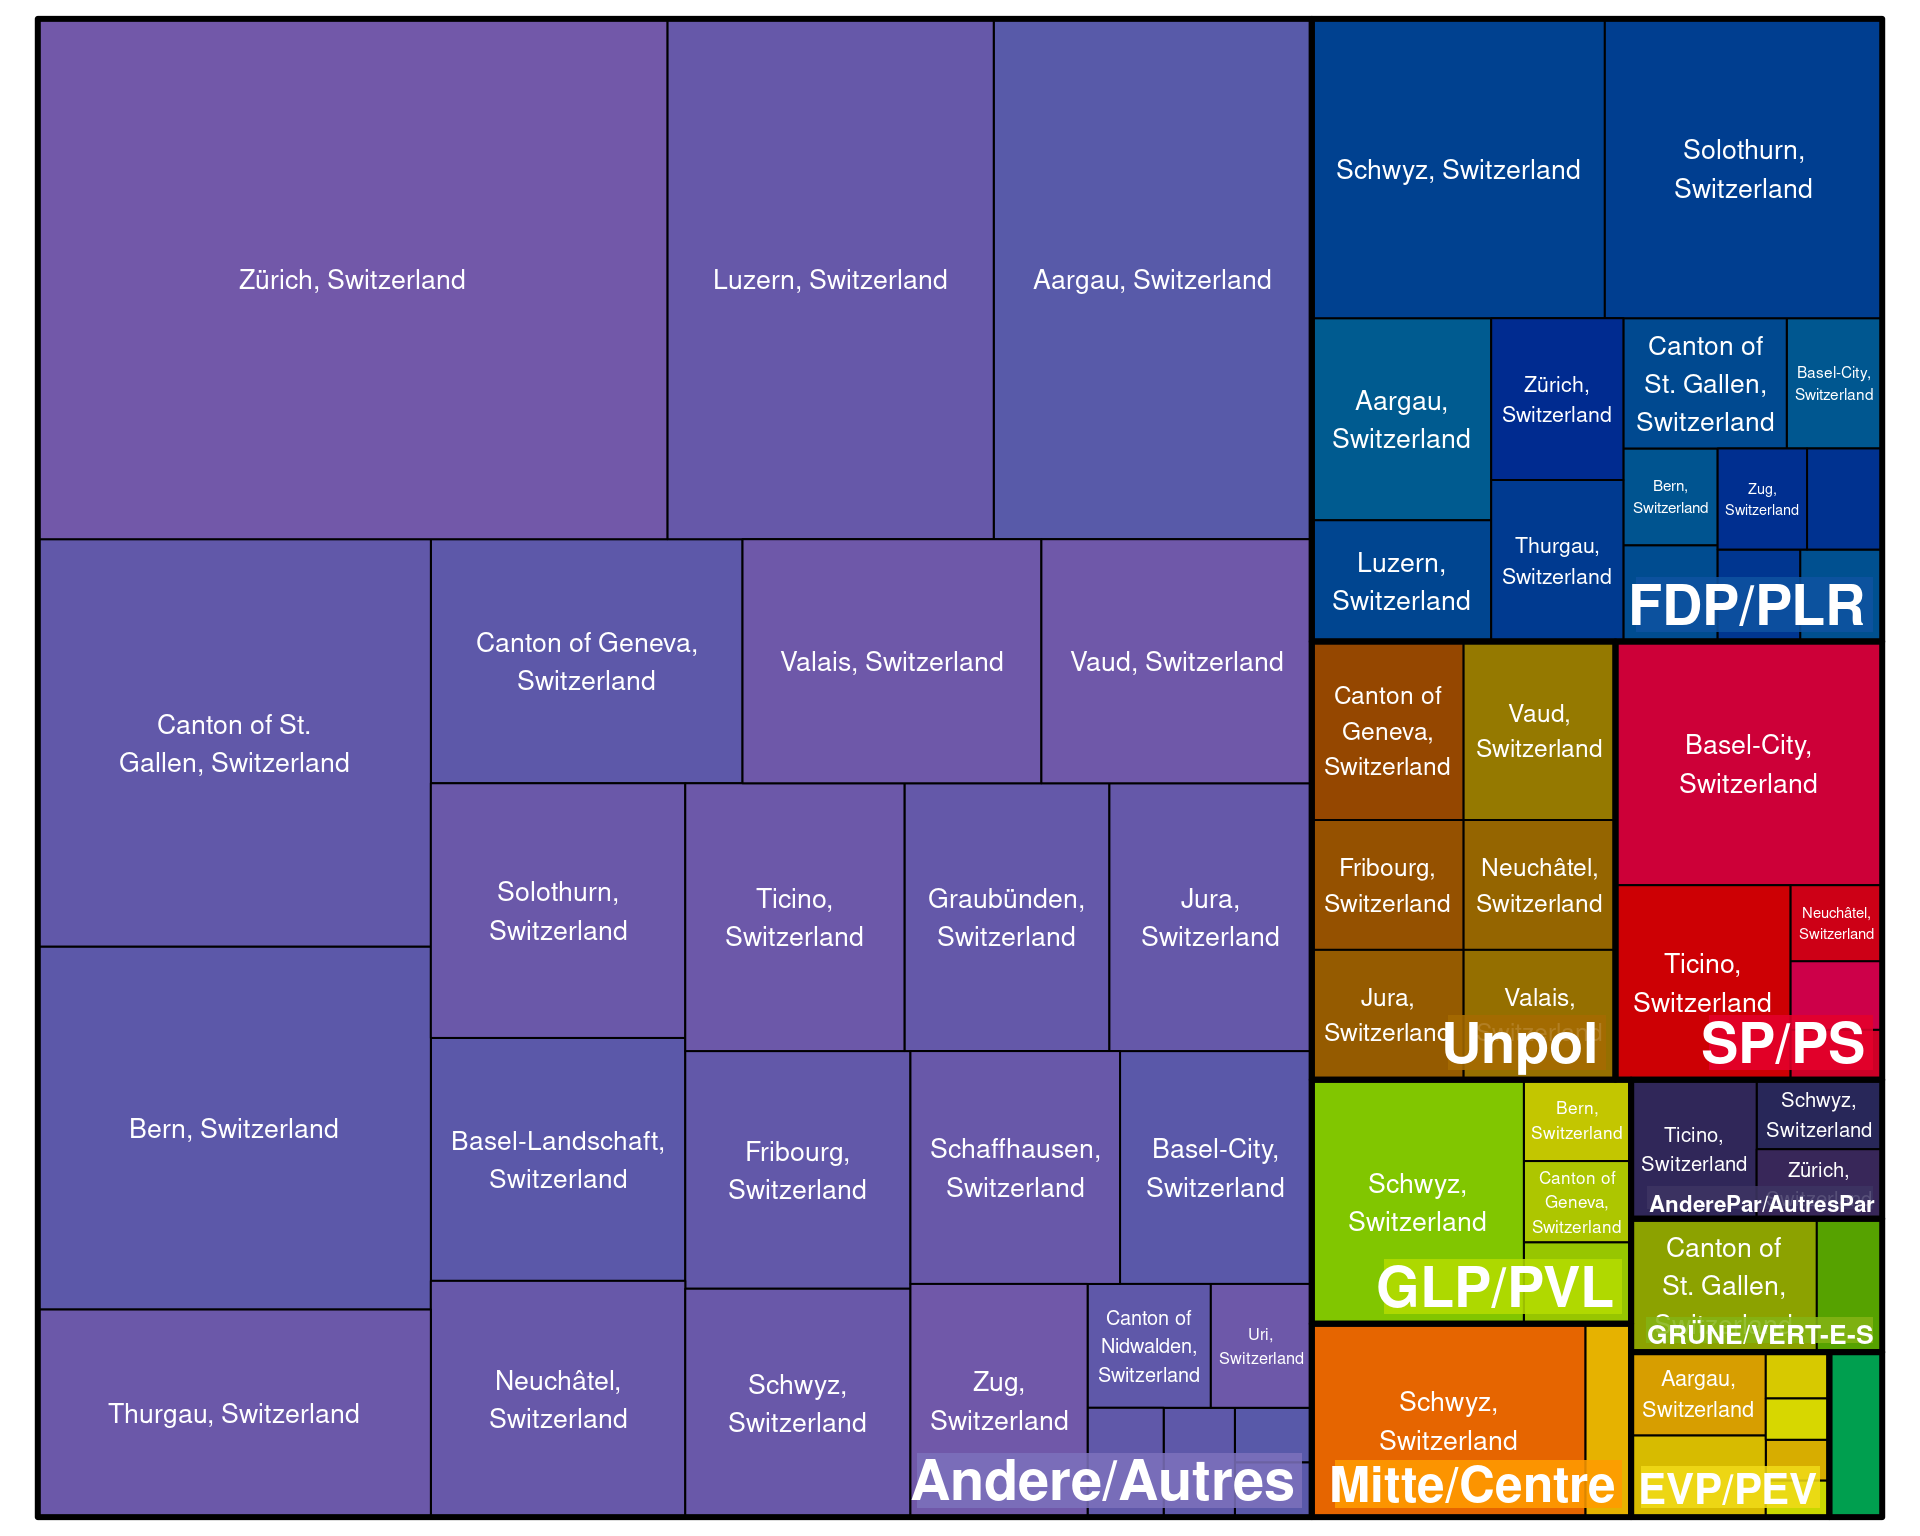 Zürich, Switzerland
Luzern, Switzerland
Aargau, Switzerland
Canton of St.
Gallen, Switzerland
Canton of Geneva,
Switzerland
Valais, Switzerland
Vaud, Switzerland
Bern, Switzerland
Thurgau, Switzerland
Solothurn,
Switzerland
Ticino,
Switzerland
Graubünden,
Switzerland
Jura,
Switzerland
Basel-Landschaft,
Switzerland
Fribourg,
Switzerland
Schaffhausen,
Switzerland
Basel-City,
Switzerland
Neuchâtel,
Switzerland
Schwyz,
Switzerland
Zug,
Switzerland
Canton of
Nidwalden,
Switzerland
Uri,
Switzerland
Andere/Autres
Schwyz, Switzerland
Solothurn,
Switzerland
Aargau,
Switzerland
Zürich,
Switzerland
Canton of
St. Gallen,
Switzerland
Basel-City,
Switzerland
Luzern,
Switzerland
Thurgau,
Switzerland
Bern,
Switzerland
Zug,
Switzerland
FDP/PLR
Canton of
Geneva,
Switzerland
Vaud,
Switzerland
Fribourg,
Switzerland
Neuchâtel,
Switzerland
Jura,
Switzerland
Valais,
Switzerland
Unpol
Basel-City,
Switzerland
Ticino,
Switzerland
Neuchâtel,
Switzerland
SP/PS
Schwyz,
Switzerland
Bern,
Switzerland
Canton of
Geneva,
Switzerland
GLP/PVL
Ticino,
Switzerland
Schwyz,
Switzerland
Zürich,
Switzerland
AnderePar/AutresPar
Canton of
St. Gallen,
Switzerland
GRÜNE/VERT-E-S
Schwyz,
Switzerland
Mitte/Centre
Aargau,
Switzerland
EVP/PEV